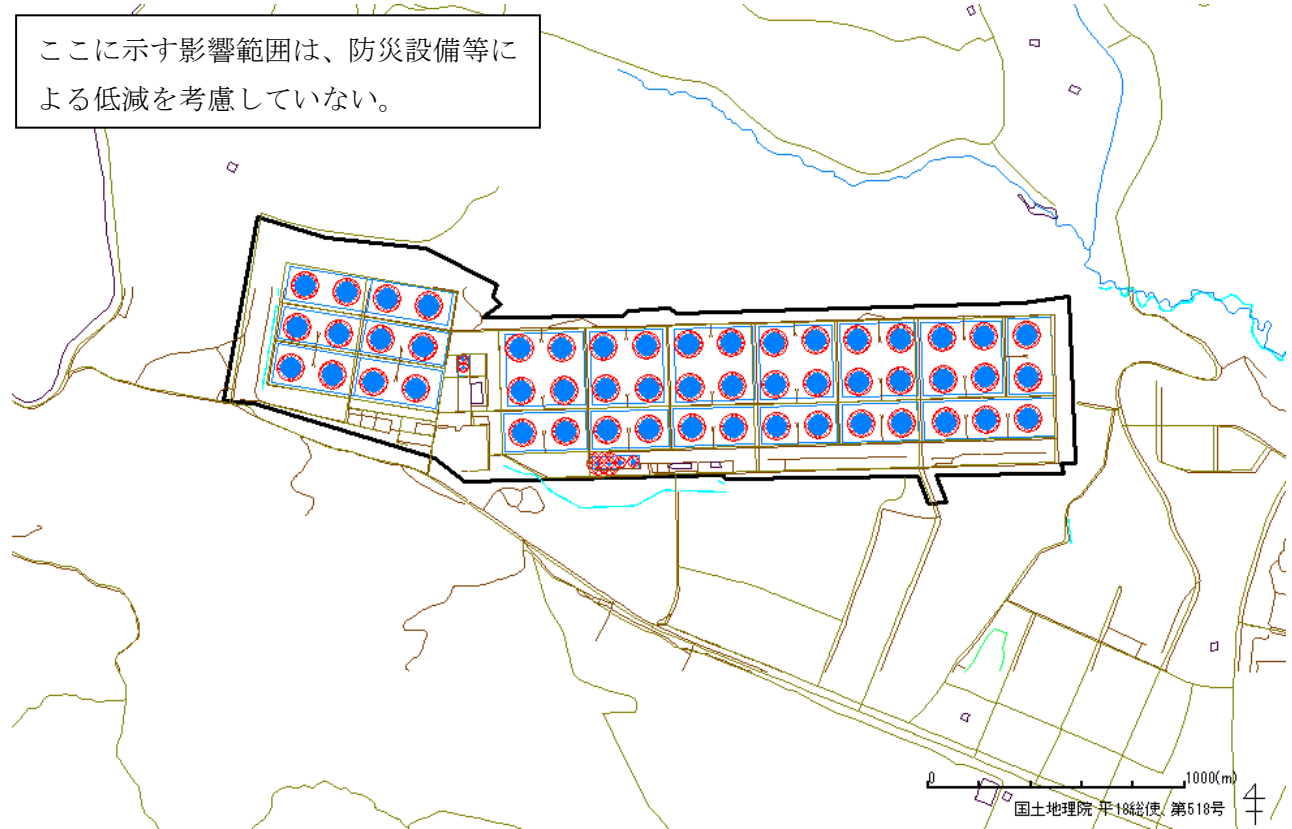 ここに示す影響範囲は、防災設備等に
よる低減を考慮していない。
0 1000(m)
国土地理院 平18総使、第518号